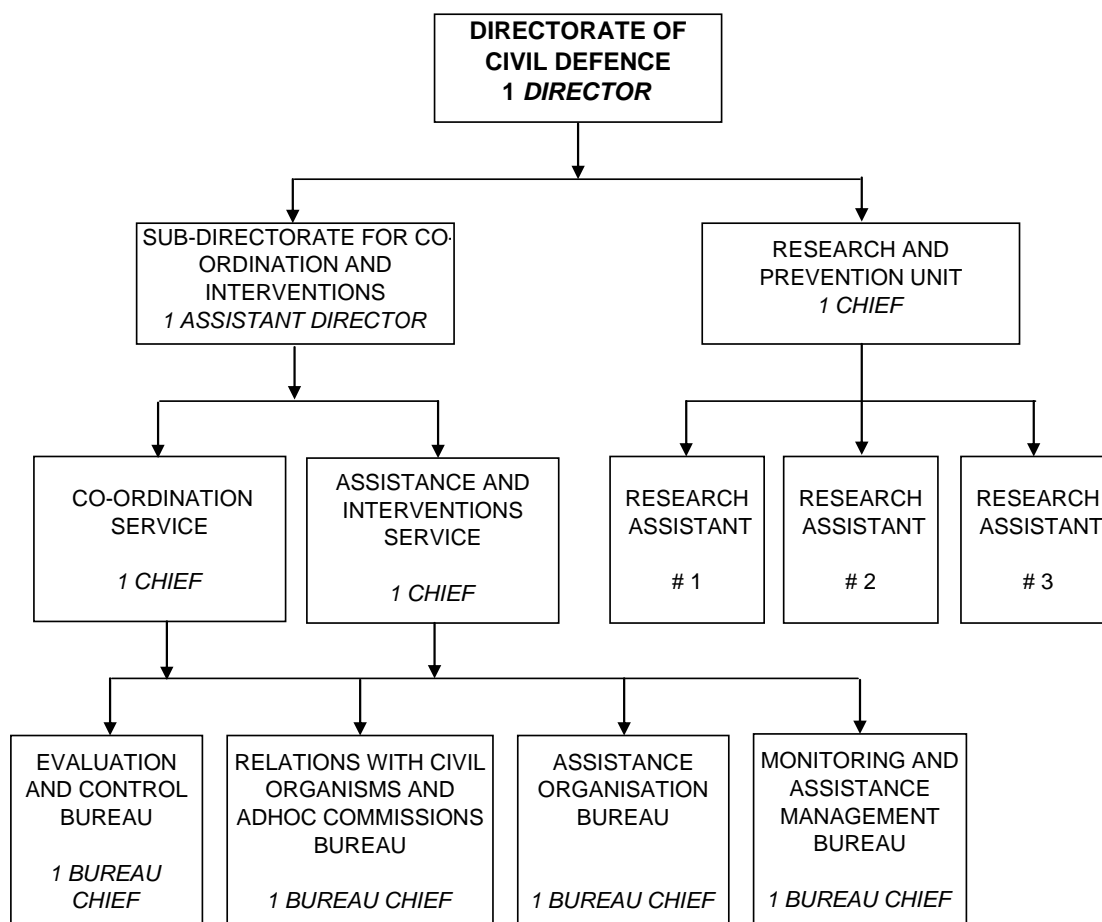 DIRECTORATE OF
CIVIL DEFENCE
1 DIRECTOR
SUB-DIRECTORATE FOR CO-
ORDINATION AND
INTERVENTIONS
1 ASSISTANT DIRECTOR
RESEARCH AND
PREVENTION UNIT
1 CHIEF
CO-ORDINATION
SERVICE
1 CHIEF
ASSISTANCE AND
INTERVENTIONS
SERVICE
1 CHIEF
RESEARCH
ASSISTANT
# 1
RESEARCH
ASSISTANT
# 2
RESEARCH
ASSISTANT
# 3
EVALUATION
AND CONTROL
BUREAU
1 BUREAU
CHIEF
RELATIONS WITH CIVIL
ORGANISMS AND
ADHOC COMMISSIONS
BUREAU
1 BUREAU CHIEF
ASSISTANCE
ORGANISATION
BUREAU
1 BUREAU CHIEF
MONITORING AND
ASSISTANCE
MANAGEMENT
BUREAU
1 BUREAU CHIEF